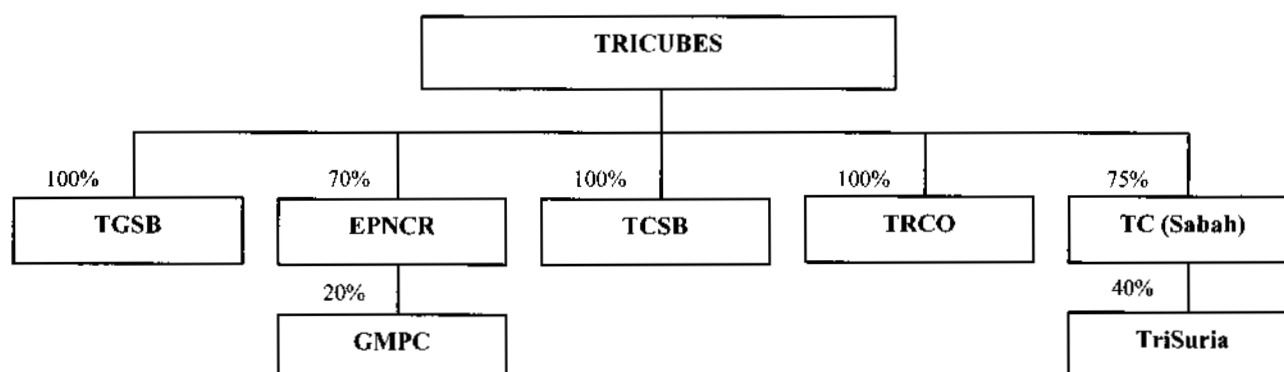 TRICUBES
100% 70% 100% 100% 75%
TGSB EPNCR TCSB TRCO TC (Sabah)
20% 40%
GMPC TriSuria